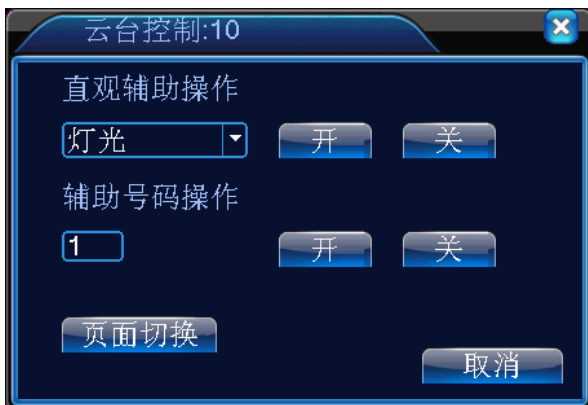 云台控制:10
直观辅助操作
灯光 开 关
辅助号码操作
1 开 关
页面切换
取消